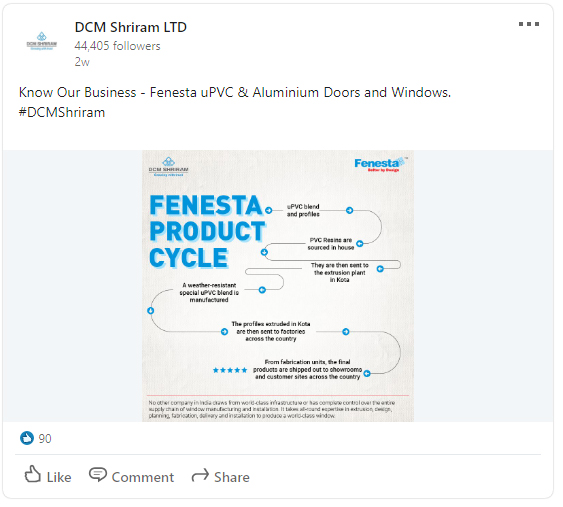 DCM Shriram LTD
44,405 followers
2w
Know Our Business - Fenesta uPVC & Aluminium Doors and Windows.
#DCMShriram
DCM SHRIRAM
Fenesta
Better by Design
FENESTA
PRODUCT
CYCLE
uPVC blend
and profiles
PVC Resins are
sourced in house
They are then sent to
the extrusion plant
in Kota
A weather-resistant
special uPVC blend is
manufactured
The profiles extruded in Kota
are then sent to factories
across the country
From fabrication units, the final
products are shipped out to showrooms
and customer sites across the country
No other company in India draws from world-class infrastructure or has complete control over the entire
supply chain of window manufacturing and installation. It takes all-round expertise in extrusion, design,
planning, fabrication, delivery and installation to produce a world-class window.
90
Like
Comment
Share